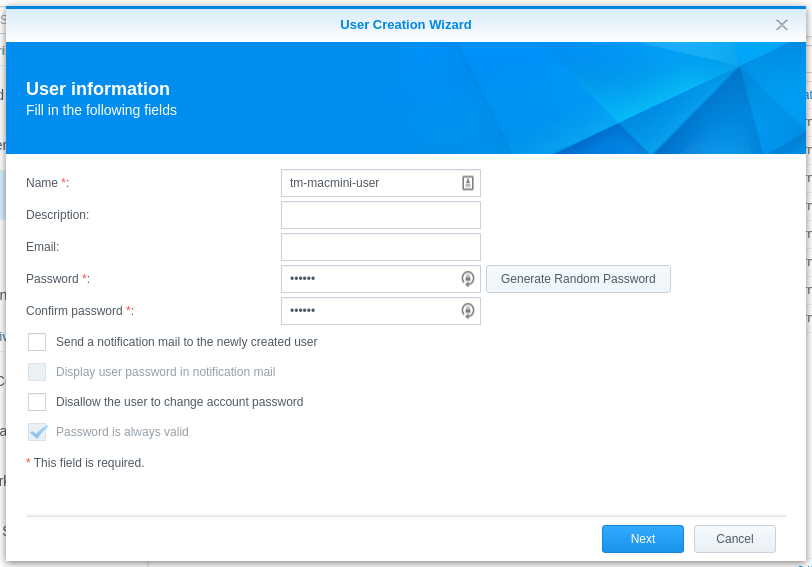 User Creation Wizard
User information
Fill in the following fields
Name *:
tm-macmini-user
Description:
Email:
Password *:
••••••
Generate Random Password
Confirm password *:
••••••
Send a notification mail to the newly created user
Display user password in notification mail
Disallow the user to change account password
Password is always valid
* This field is required.
Next
Cancel